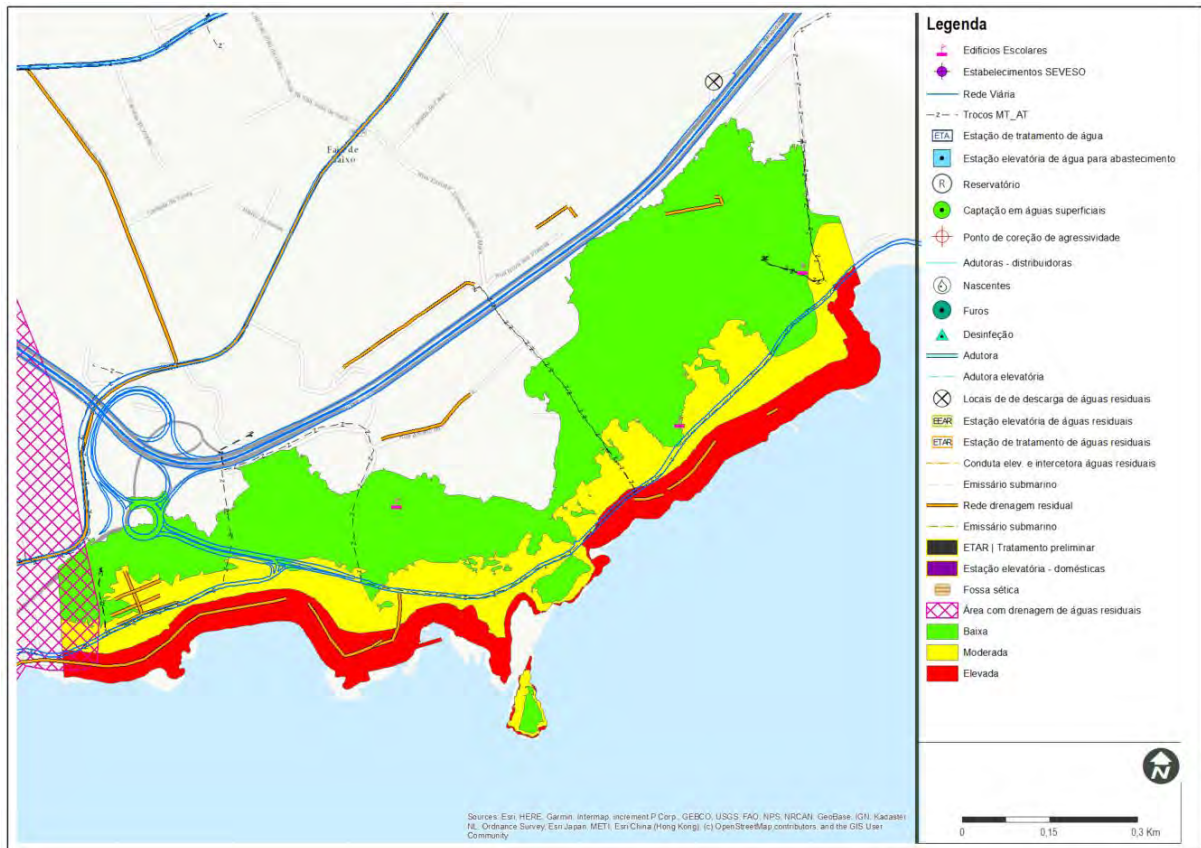 Legenda
Edifícios Escolares
Estabelecimentos SEVESO
Rede Viária
Trocos MT_AT
ETA Estação de tratamento de água
Estação elevatória de água para abastecimento
R Reservatório
Captação em águas superficiais
Ponto de coreção de agressividade
Adutoras - distribuidoras
Nascentes
Furos
Desinfeção
Adutora
Adutora elevatória
Locais de de descarga de águas residuais
EEAR Estação elevatória de águas residuais
ETAR Estação de tratamento de águas residuais
Conduta elev. e intercetora águas residuais
Emissário submarino
Rede drenagem residual
Emissário submarino
ETAR | Tratamento preliminar
Estação elevatória - domésticas
Fossa sética
Área com drenagem de águas residuais
Baixa
Moderada
Elevada
N
0 0,15 0,3 Km
Baixo
Sources: Esri, HERE, Garmin, Intermap, increment P Corp., GEBCO, USGS, FAO, NPS, NRCAN, GeoBase, IGN, Kadaster
NL, Ordnance Survey, Esri Japan, METI, Esri China (Hong Kong), (c) OpenStreetMap contributors, and the GIS User
Community